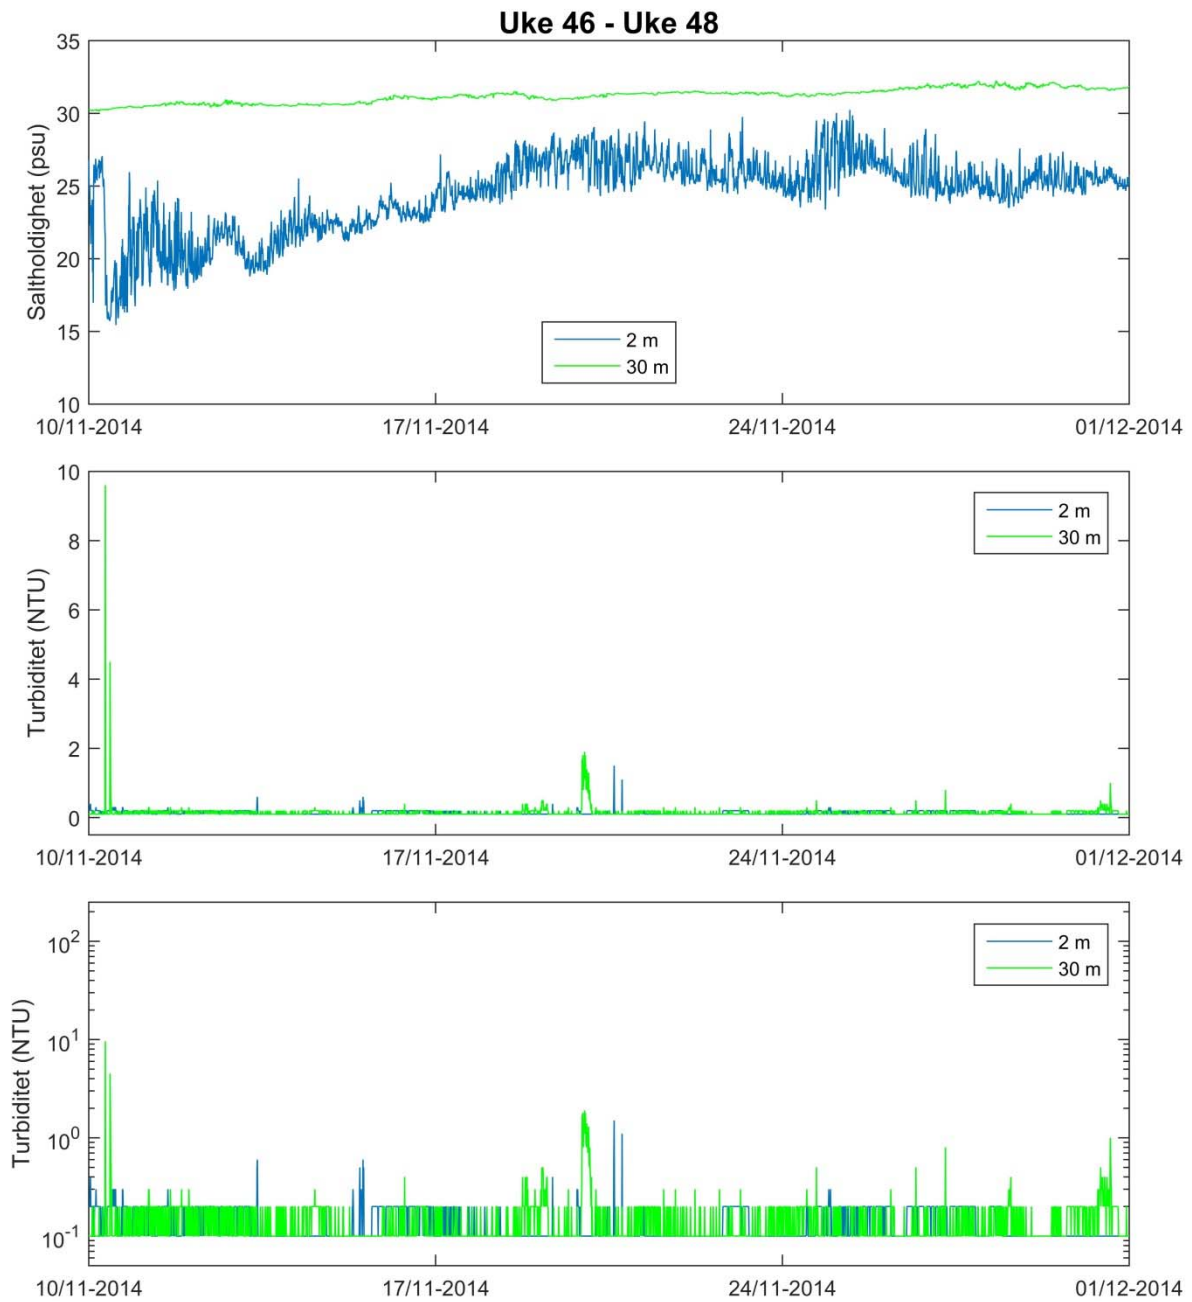 Uke 46 - Uke 48
35
30
25
20
15
10
Saltholdighet (psu)
2 m
30 m
10/11-2014 17/11-2014 24/11-2014 01/12-2014
10
8
6
4
2
0
Turbiditet (NTU)
2 m
30 m
10/11-2014 17/11-2014 24/11-2014 01/12-2014
10²
10¹
10⁰
10⁻¹
Turbiditet (NTU)
2 m
30 m
10/11-2014 17/11-2014 24/11-2014 01/12-2014